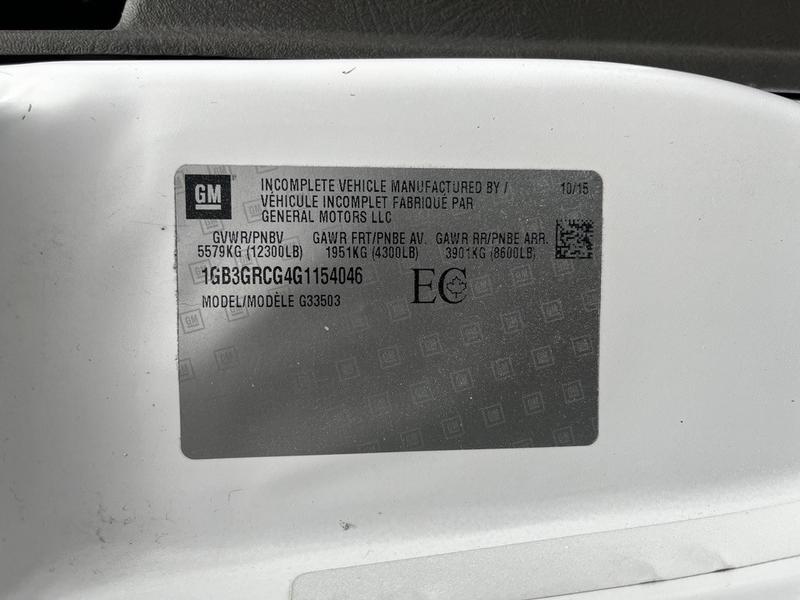 GM
INCOMPLETE VEHICLE MANUFACTURED BY / 10/15
VÉHICULE INCOMPLET FABRIQUÉ PAR
GENERAL MOTORS LLC
GVWR/PNBV GAWR FRT/PNBE AV. GAWR RR/PNBE ARR.
5579KG (12300LB) 1951KG (4300LB) 3901KG (8600LB)
1GB3GRCG4G1154046 EC
MODEL/MODÈLE G33503